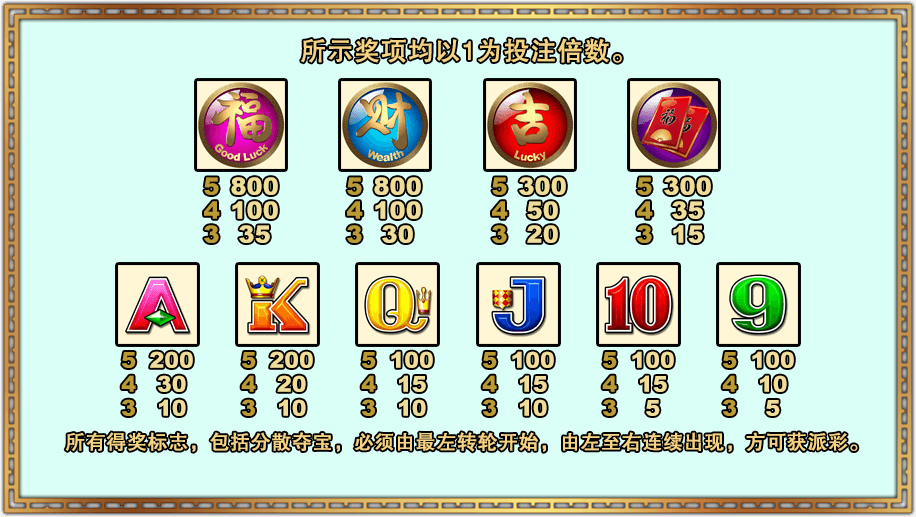 所示奖项均以1为投注倍数。
福 财 吉 福
Good Luck Wealth Lucky
5 800 5 800 5 300 5 300
4 100 4 100 4 50 4 35
3 35 3 30 3 20 3 15
A K Q J 10 9
5 200 5 200 5 100 5 100 5 100 5 100
4 30 4 20 4 15 4 15 4 15 4 10
3 10 3 10 3 10 3 10 3 5 3 5
所有得奖标志，包括分散夺宝，必须由最左转轮开始，由左至右连续出现，方可获派彩。